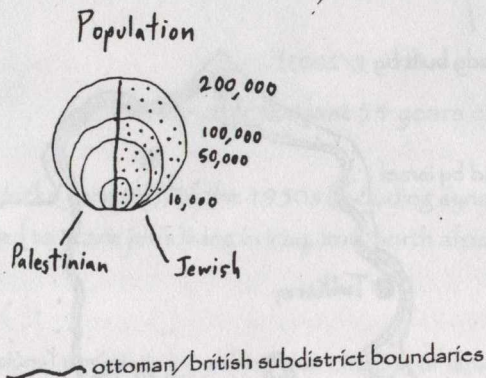 Population
200,000
100,000
50,000
10,000
Palestinian
Jewish
ottoman/british subdistrict boundaries